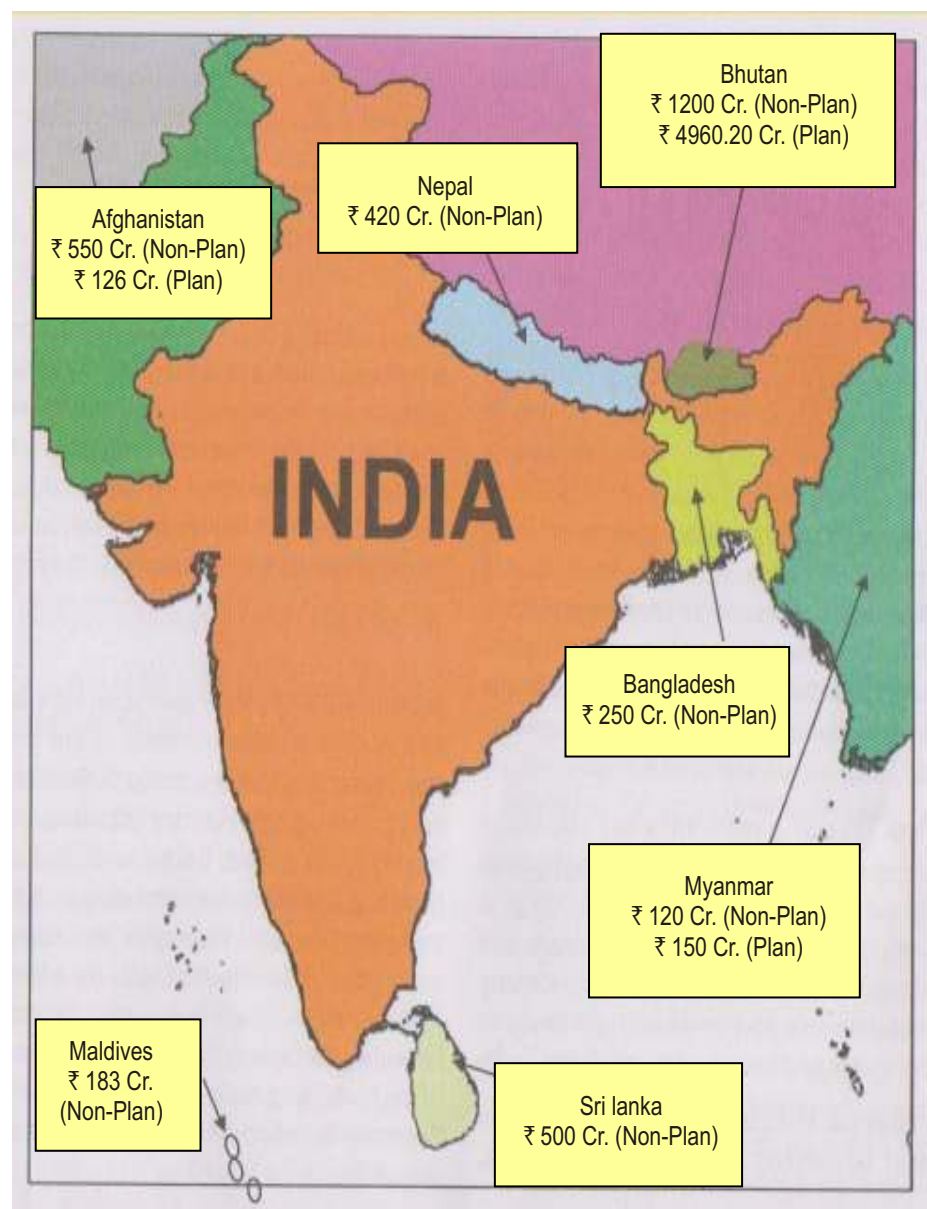 Bhutan
₹ 1200 Cr. (Non-Plan)
₹ 4960.20 Cr. (Plan)
Nepal
₹ 420 Cr. (Non-Plan)
Afghanistan
₹ 550 Cr. (Non-Plan)
₹ 126 Cr. (Plan)
INDIA
Bangladesh
₹ 250 Cr. (Non-Plan)
Myanmar
₹ 120 Cr. (Non-Plan)
₹ 150 Cr. (Plan)
Maldives
₹ 183 Cr.
(Non-Plan)
Sri lanka
₹ 500 Cr. (Non-Plan)